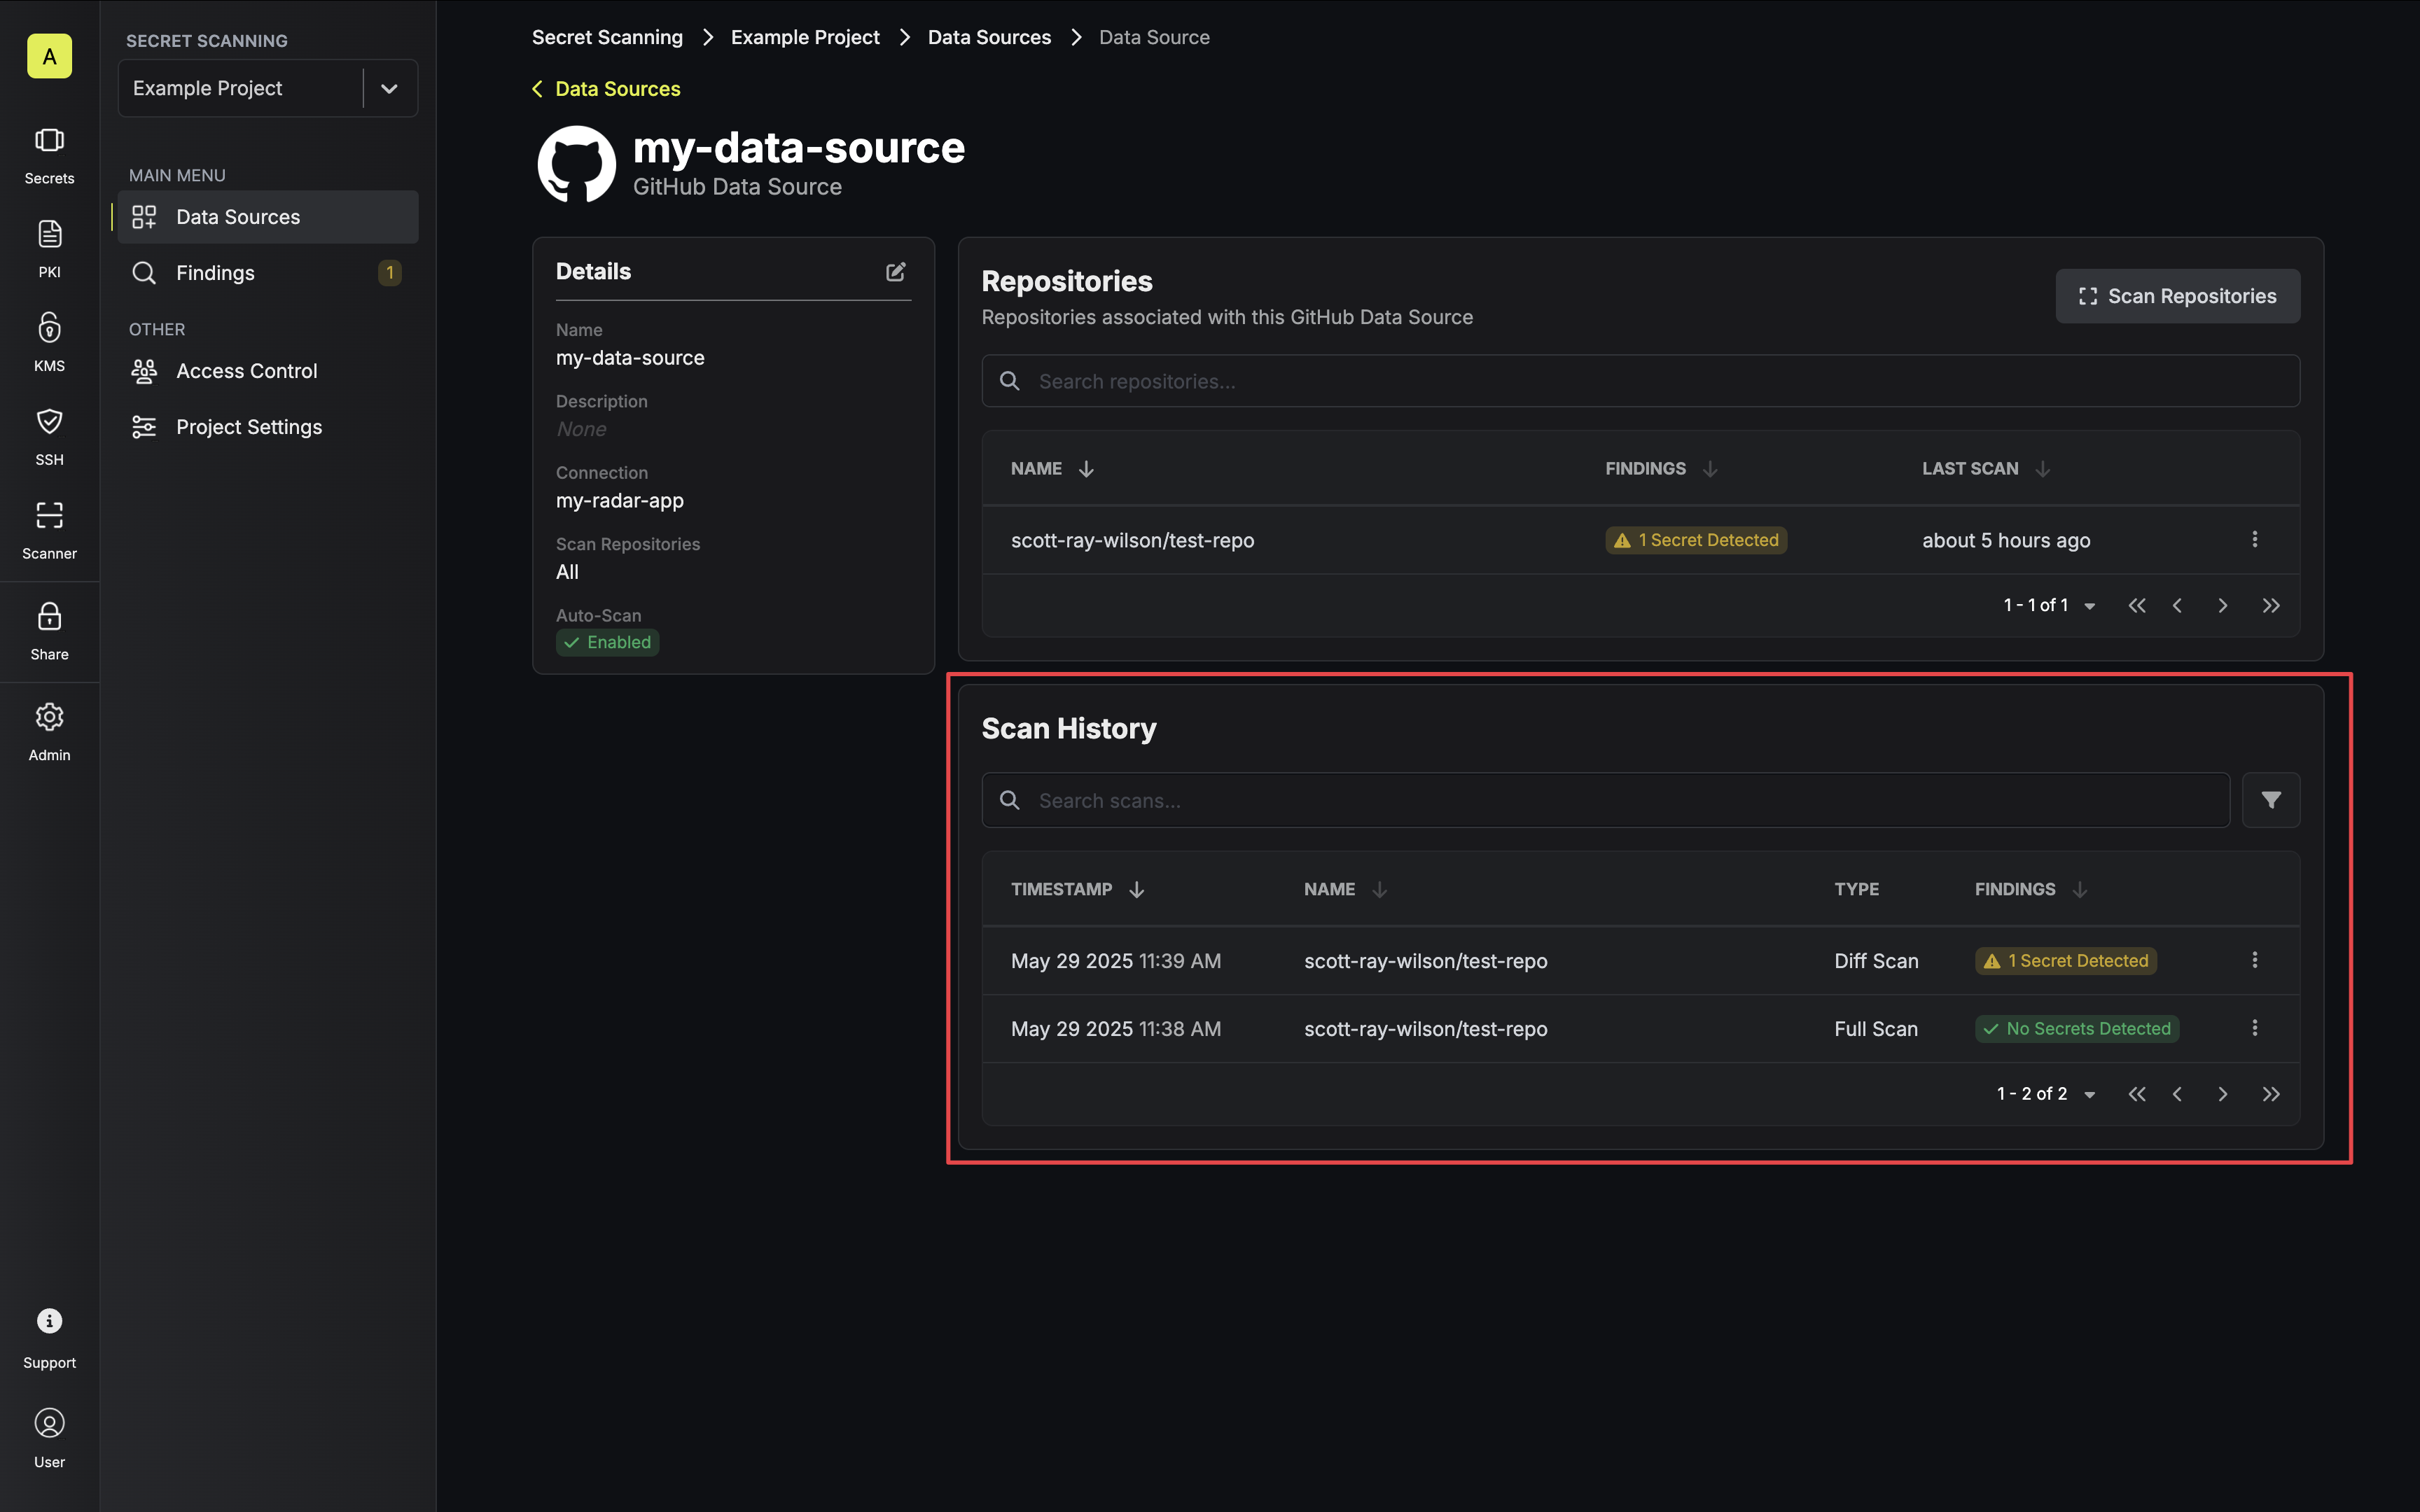 A
Secrets
PKI
KMS
SSH
Scanner
Share
Admin
Support
User
SECRET SCANNING
Example Project
MAIN MENU
Data Sources
Findings 1
OTHER
Access Control
Project Settings
Secret Scanning > Example Project > Data Sources > Data Source
Data Sources
my-data-source
GitHub Data Source
Details
Name
my-data-source
Description
None
Connection
my-radar-app
Scan Repositories
All
Auto-Scan
Enabled
Repositories
Repositories associated with this GitHub Data Source
Scan Repositories
Search repositories...
NAME FINDINGS LAST SCAN
scott-ray-wilson/test-repo 1 Secret Detected about 5 hours ago
1 - 1 of 1
Scan History
Search scans...
TIMESTAMP NAME TYPE FINDINGS
May 29 2025 11:39 AM scott-ray-wilson/test-repo Diff Scan 1 Secret Detected
May 29 2025 11:38 AM scott-ray-wilson/test-repo Full Scan No Secrets Detected
1 - 2 of 2